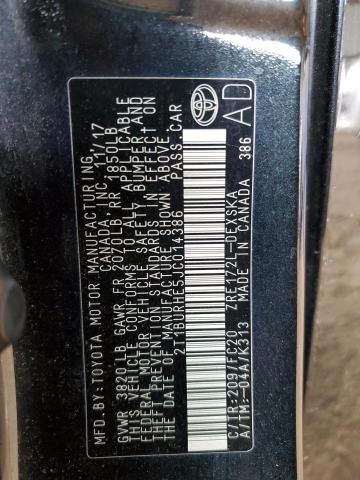 MFD.BY:TOYOTA MOTOR MANUFACTURING,
CANADA, INC. 11/17
GVWR 3820LB GAWR FR 2070LB RR 1870LB
THIS VEHICLE CONFORMS TO ALL APPLICABLE
FEDERAL MOTOR VEHICLE SAFETY, BUMPER, AND
THEFT PREVENTION STANDARDS IN EFFECT ON
THE DATE OF MANUFACTURE SHOWN ABOVE.
2T1BURHE5JC014386 PASS.CAR
C/TR:209/FC20 ZRE172L-DEXSKA
A/TM:-04A/K313 MADE IN CANADA 386
AD